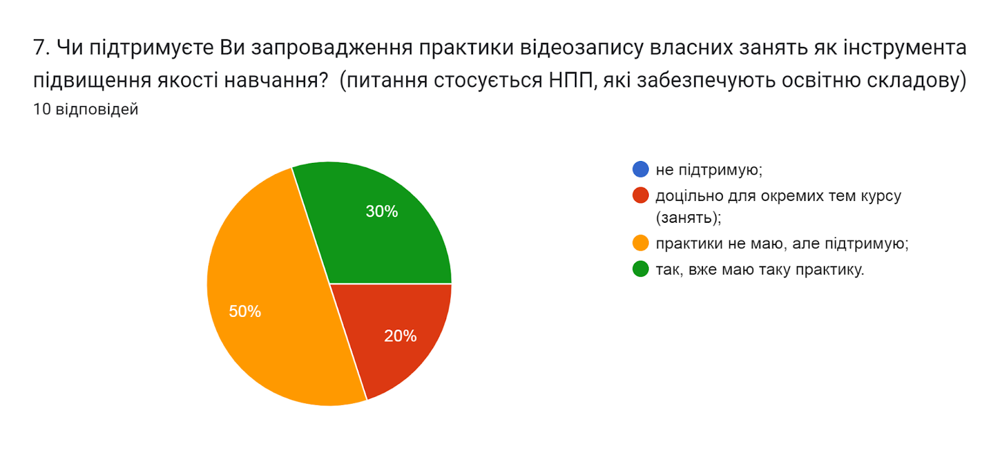 7. Чи підтримуєте Ви запровадження практики відеозапису власних занять як інструмента
підвищення якості навчання?  (питання стосується НПП, які забезпечують освітню складову)
10 відповідей
30%
50%
20%
не підтримую;
доцільно для окремих тем курсу
(занять);
практики не маю, але підтримую;
так, вже маю таку практику.